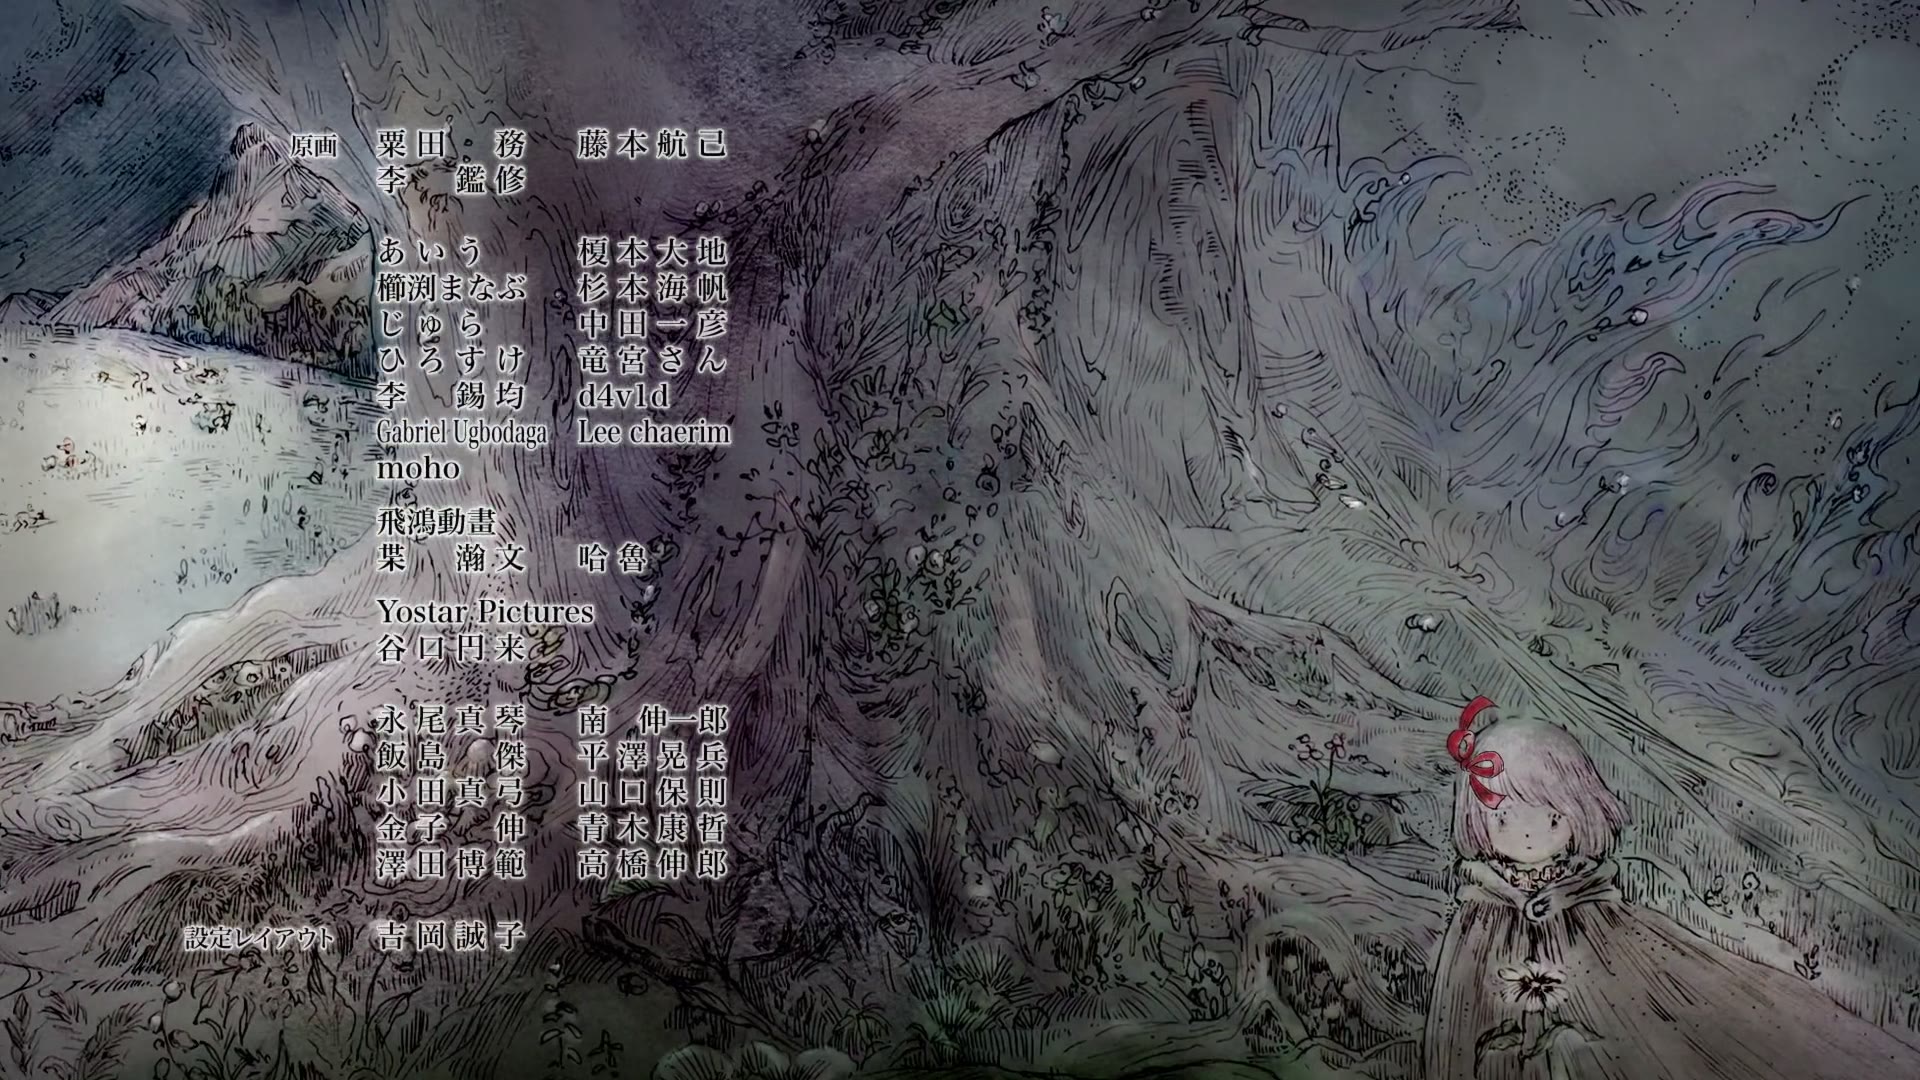 原画 粟田 務 藤本航己
李 鑑修
あいう 榎本大地
櫛渕まなぶ 杉本海帆
じゅら 中田一彦
ひろすけ 竜宮さん
李 錫均 d4v1d
Gabriel Ugbodaga Lee chaerim
moho
飛鴻動畫
枼 瀚文 哈魯
Yostar Pictures
谷口円来
永尾真琴 南 伸一郎
飯島 傑 平澤晃兵
小田真弓 山口保則
金子 伸 青木康哲
澤田博範 高橋伸郎
設定レイアウト 吉岡誠子